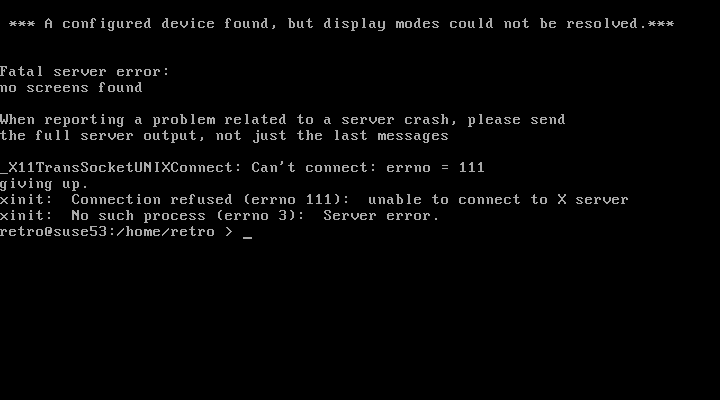 *** A configured device found, but display modes could not be resolved.***
Fatal server error:
no screens found
When reporting a problem related to a server crash, please send
the full server output, not just the last messages
_X11TransSocketUNIXConnect: Can't connect: errno = 111
giving up.
xinit:  Connection refused (errno 111):  unable to connect to X server
xinit:  No such process (errno 3):  Server error.
retro@suse53:/home/retro > _